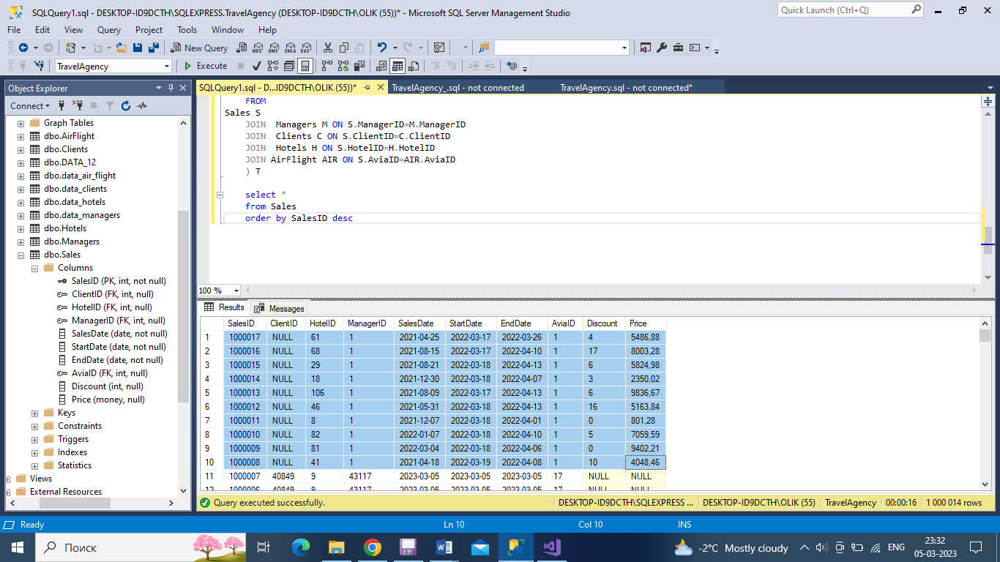 SQLQuery1.sql - DESKTOP-ID9DCTH\SQLEXPRESS.TravelAgency (DESKTOP-ID9DCTH\OLIK (55))* - Microsoft SQL Server Management Studio
Quick Launch (Ctrl+Q)
File Edit View Query Project Tools Window Help
New Query MDX DMX XMLA DAX
TravelAgency Execute
Object Explorer
Connect
Graph Tables
dbo.AirFlight
dbo.Clients
dbo.DATA_12
dbo.data_air_flight
dbo.data_clients
dbo.data_hotels
dbo.data_managers
dbo.Hotels
dbo.Managers
dbo.Sales
Columns
SalesID (PK, int, not null)
ClientID (FK, int, null)
HotelID (FK, int, null)
ManagerID (FK, int, null)
SalesDate (date, not null)
StartDate (date, not null)
EndDate (date, not null)
AviaID (FK, int, null)
Discount (int, null)
Price (money, null)
Keys
Constraints
Triggers
Indexes
Statistics
Views
External Resources
SQLQuery1.sql - D...ID9DCTH\OLIK (55))* TravelAgency_.sql - not connected TravelAgency.sql - not connected*
FROM
Sales S
JOIN Managers M ON S.ManagerID=M.ManagerID
JOIN Clients C ON S.ClientID=C.ClientID
JOIN Hotels H ON S.HotelID=H.HotelID
JOIN AirFlight AIR ON S.AviaID=AIR.AviaID
) T
select *
from Sales
order by SalesID desc
100 %
Results Messages
SalesID ClientID HotelID ManagerID SalesDate StartDate EndDate AviaID Discount Price
1 1000017 NULL 61 1 2021-04-25 2022-03-17 2022-03-26 1 4 5486,88
2 1000016 NULL 68 1 2021-08-15 2022-03-17 2022-04-10 1 17 8003,28
3 1000015 NULL 29 1 2021-08-21 2022-03-18 2022-04-13 1 6 5824,98
4 1000014 NULL 18 1 2021-12-30 2022-03-18 2022-04-07 1 3 2350,02
5 1000013 NULL 106 1 2021-08-09 2022-03-17 2022-04-13 1 6 9836,67
6 1000012 NULL 46 1 2021-05-31 2022-03-18 2022-04-13 1 16 5163,84
7 1000011 NULL 8 1 2021-12-07 2022-03-18 2022-04-01 1 0 801,28
8 1000010 NULL 82 1 2022-01-07 2022-03-18 2022-04-10 1 5 7059,59
9 1000009 NULL 81 1 2022-03-04 2022-03-18 2022-04-06 1 0 9402,21
10 1000008 NULL 41 1 2021-04-18 2022-03-19 2022-04-08 1 10 4048,46
11 1000007 40849 9 43117 2023-03-05 2023-03-05 2023-03-05 17 NULL NULL
12 1000006 40849 9 43117 2023-03-05 2023-03-05 2023-03-05 17 NULL NULL
Query executed successfully. DESKTOP-ID9DCTH\SQLEXPRESS ... DESKTOP-ID9DCTH\OLIK (55) TravelAgency 00:00:16 1 000 014 rows
Ready Ln 10 Col 10 INS
Поиск -2°C Mostly cloudy ENG 23:32
05-03-2023